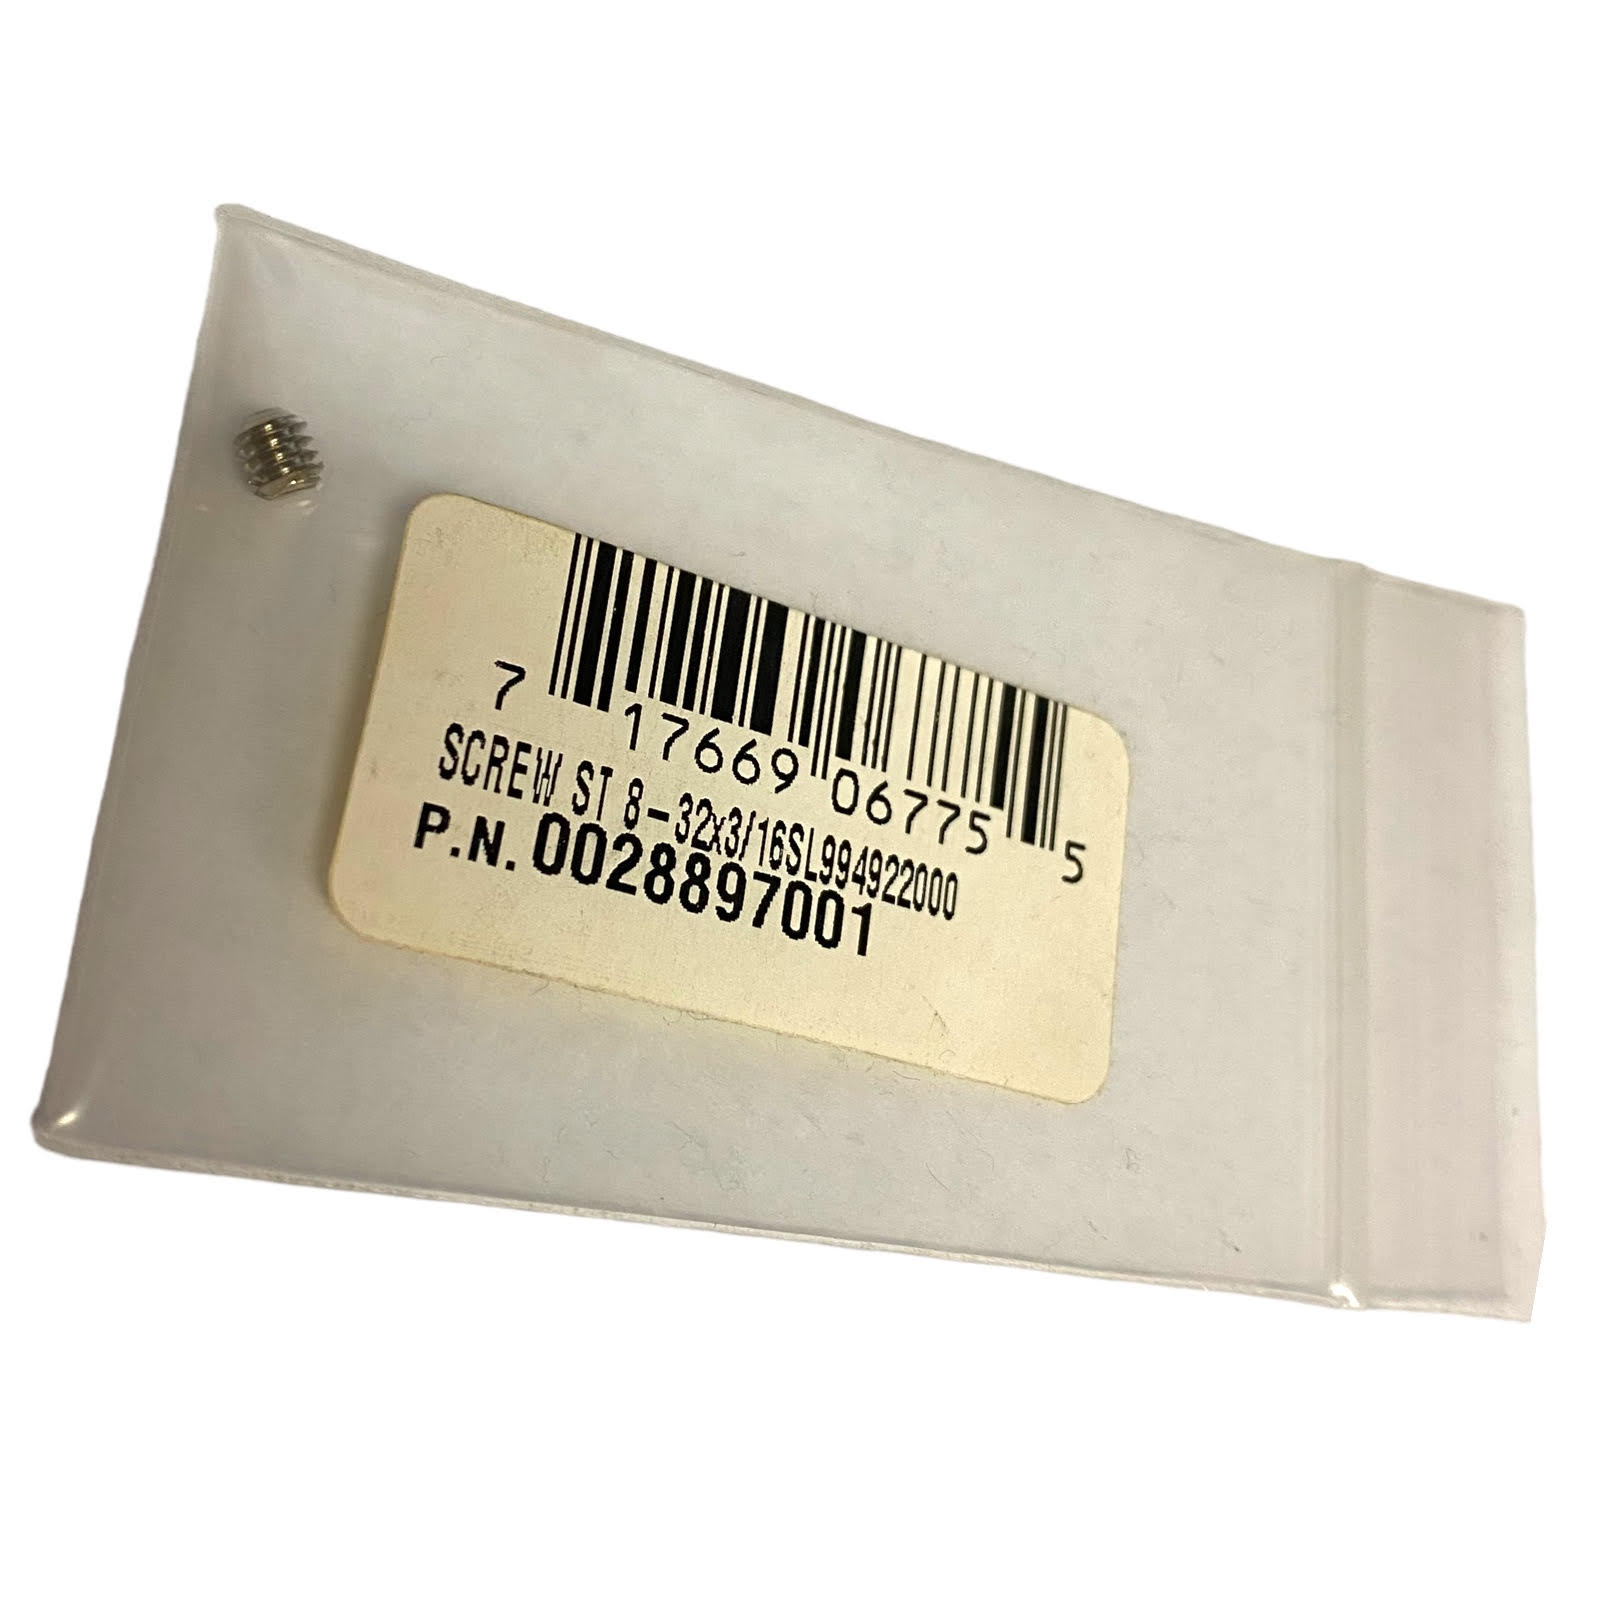 7 17669 06775 5
SCREW ST 8-32x3/16SL994922000
P.N. 0028897001